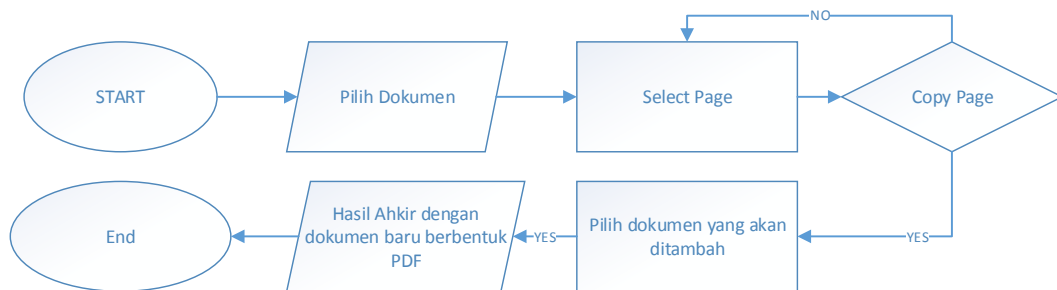 NO
START
Pilih Dokumen
Select Page
Copy Page
End
Hasil Ahkir dengan
dokumen baru berbentuk
PDF
YES
Pilih dokumen yang akan
ditambah
YES